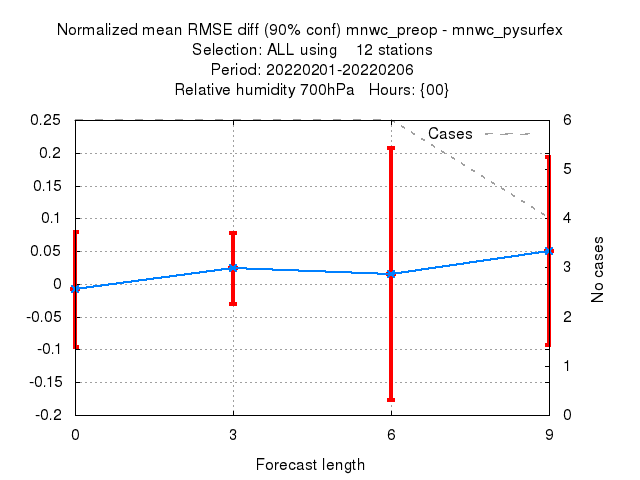 Normalized mean RMSE diff (90% conf) mnwc_preop - mnwc_pysurfex
Selection: ALL using    12 stations
Period: 20220201-20220206
Relative humidity 700hPa   Hours: {00}
Cases
0.25
0.2
0.15
0.1
0.05
0
-0.05
-0.1
-0.15
-0.2
6
5
4
3
2
1
0
No cases
0 3 6 9
Forecast length